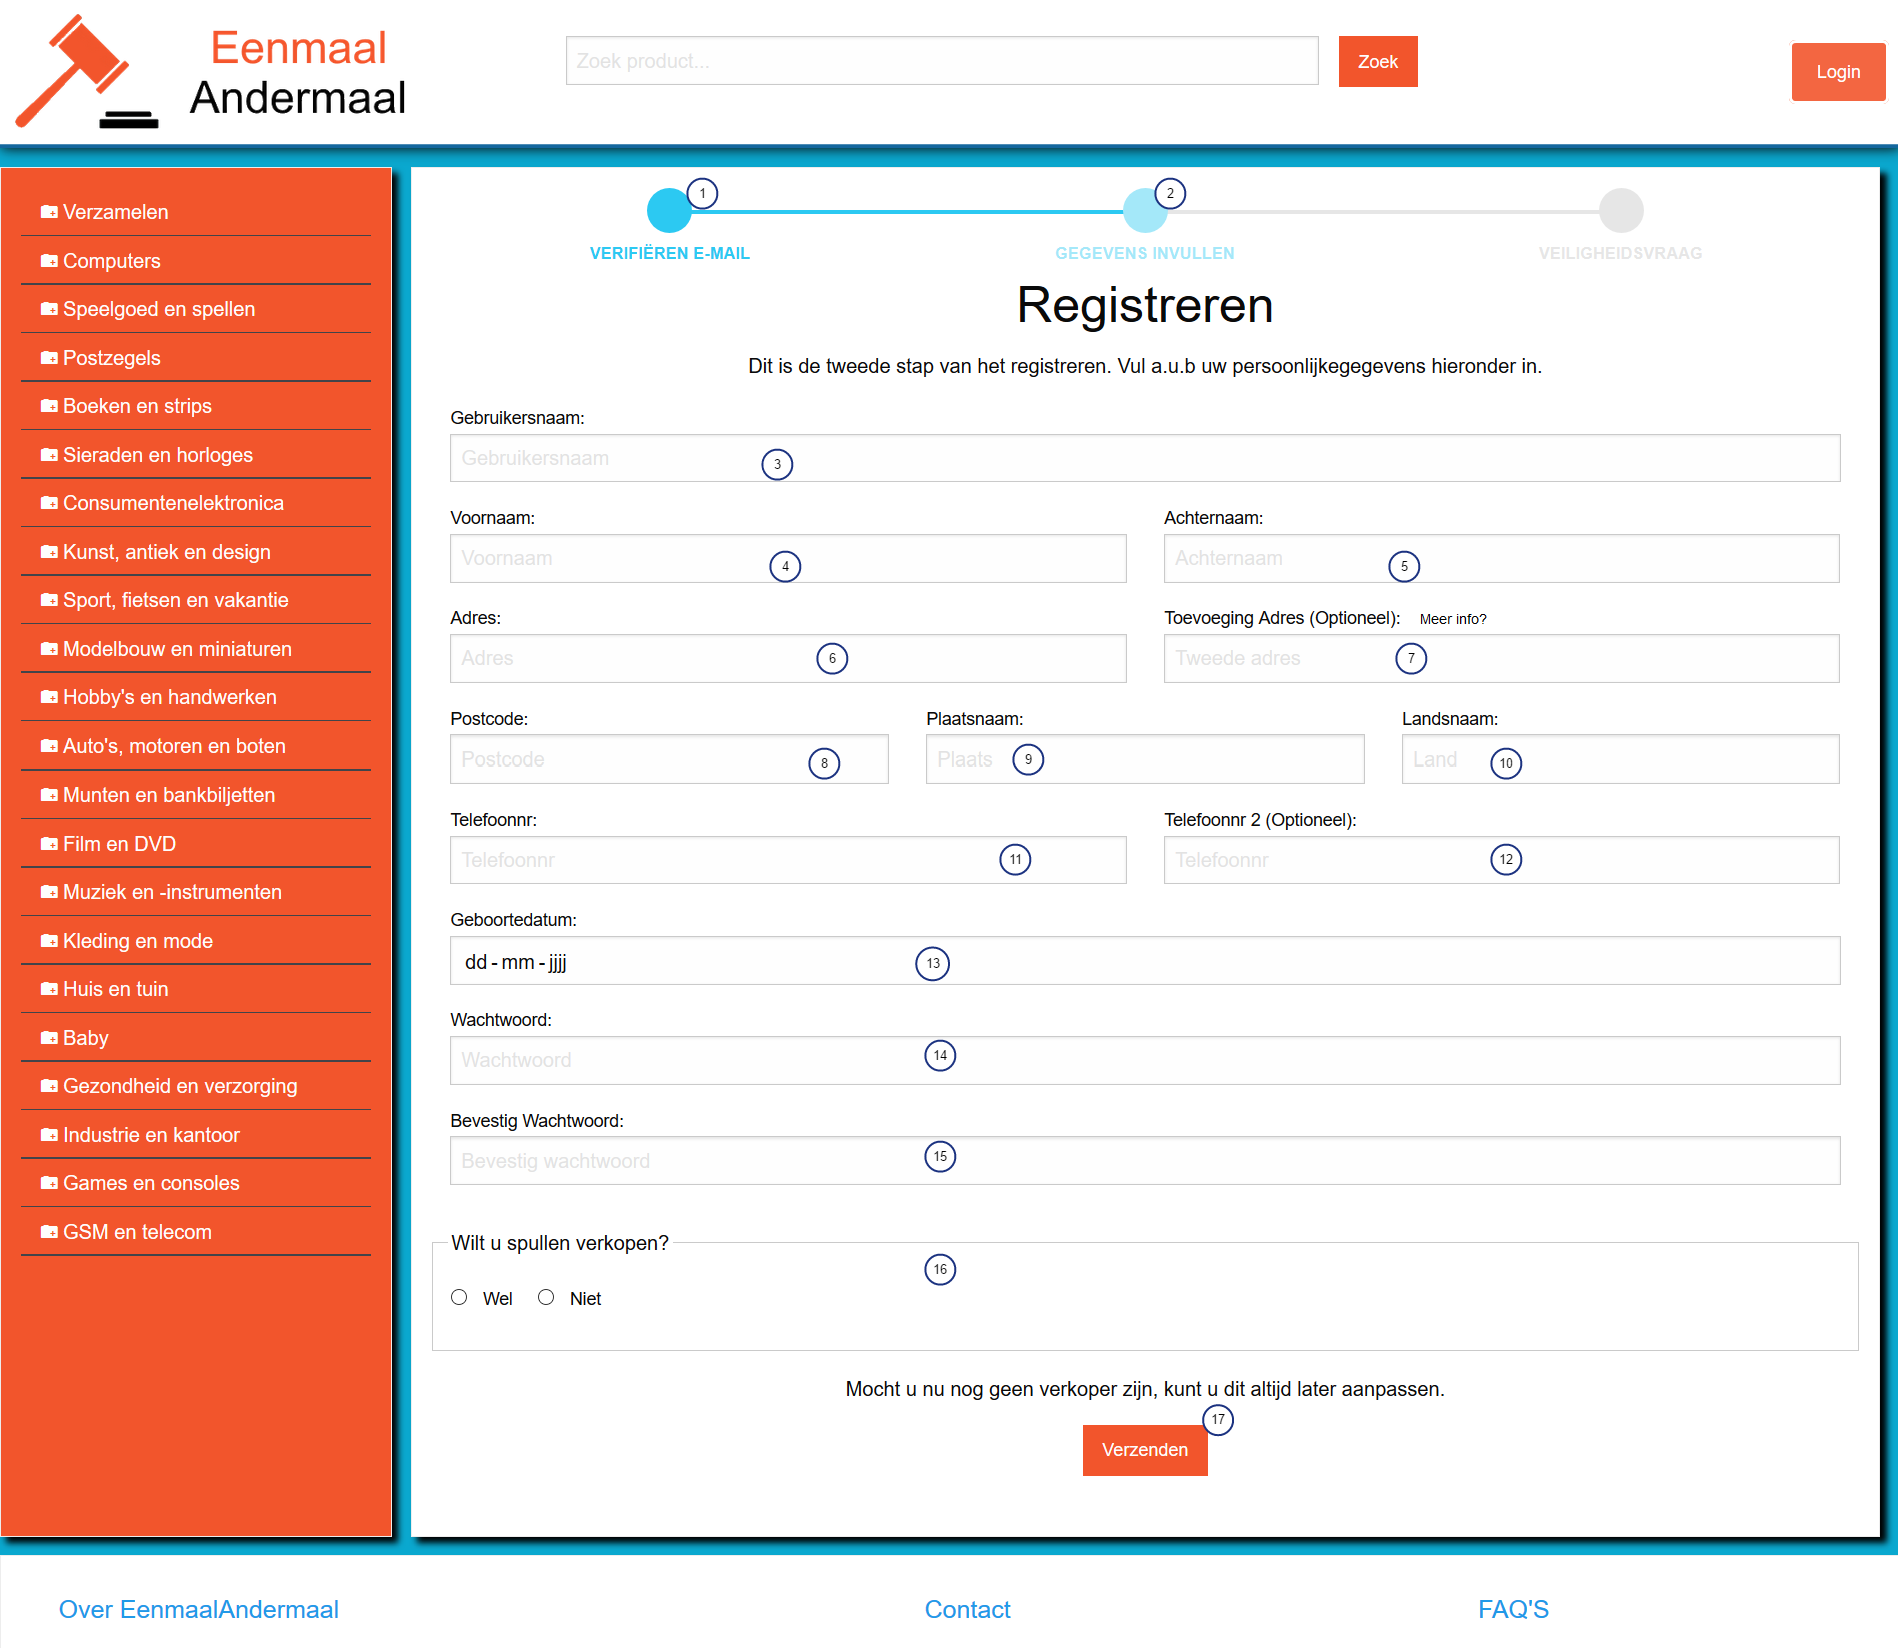 Eenmaal
Andermaal
Zoek product...
Zoek
Login
Verzamelen
Computers
Speelgoed en spellen
Postzegels
Boeken en strips
Sieraden en horloges
Consumentenelektronica
Kunst, antiek en design
Sport, fietsen en vakantie
Modelbouw en miniaturen
Hobby's en handwerken
Auto's, motoren en boten
Munten en bankbiljetten
Film en DVD
Muziek en -instrumenten
Kleding en mode
Huis en tuin
Baby
Gezondheid en verzorging
Industrie en kantoor
Games en consoles
GSM en telecom
1
2
VERIFIËREN E-MAIL
GEGEVENS INVULLEN
VEILIGHEIDSVRAAG
Registreren
Dit is de tweede stap van het registreren. Vul a.u.b uw persoonlijkegegevens hieronder in.
Gebruikersnaam:
Gebruikersnaam 3
Voornaam:
Voornaam 4
Achternaam:
Achternaam 5
Adres:
Adres 6
Toevoeging Adres (Optioneel): Meer info?
Tweede adres 7
Postcode:
Postcode 8
Plaatsnaam:
Plaats 9
Landsnaam:
Land 10
Telefoonnr:
Telefoonnr 11
Telefoonnr 2 (Optioneel):
Telefoonnr 12
Geboortedatum:
dd - mm - jjjj 13
Wachtwoord:
Wachtwoord 14
Bevestig Wachtwoord:
Bevestig wachtwoord 15
Wilt u spullen verkopen?
16
Wel Niet
Mocht u nu nog geen verkoper zijn, kunt u dit altijd later aanpassen.
17
Verzenden
Over EenmaalAndermaal
Contact
FAQ'S